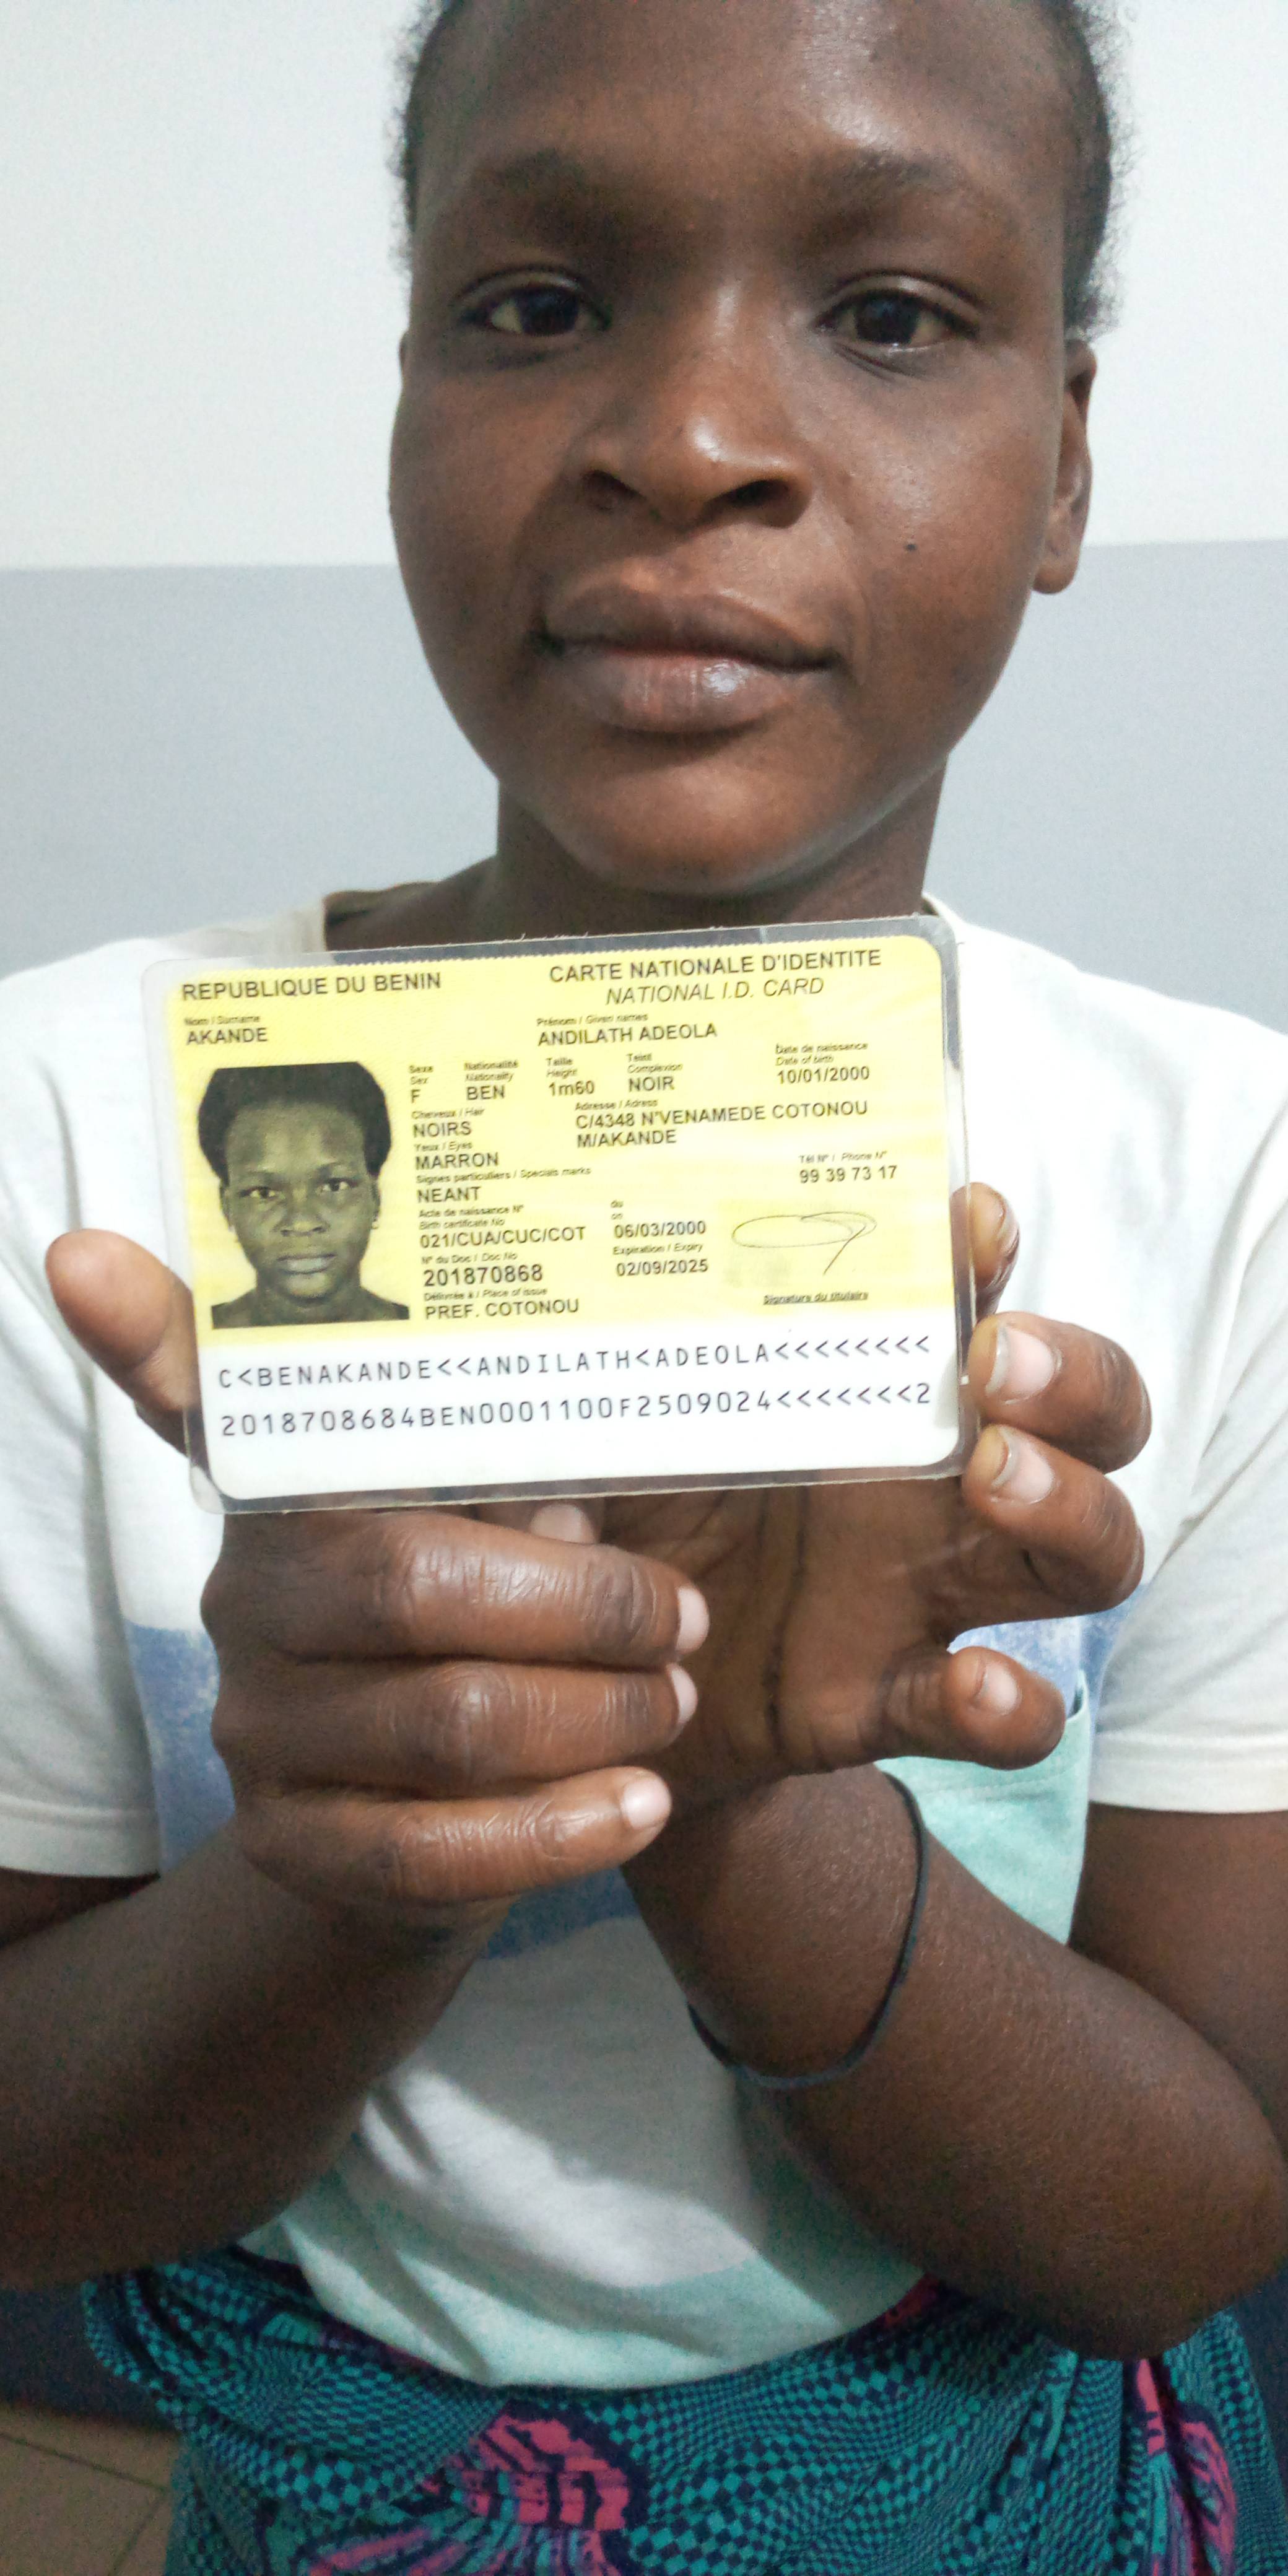 REPUBLIQUE DU BENIN
CARTE NATIONALE D'IDENTITE
NATIONAL I.D. CARD
Nom / Surname
AKANDE
Prénom / Given names
ANDILATH ADEOLA
Sexe Nationalité Taille Teint Date de naissance
Sex Nationality Height Complexion Date of birth
F BEN 1m60 NOIR 10/01/2000
Cheveux / Hair Adresse / Adress
NOIRS C/4348 N'VENAMEDE COTONOU
Yeux / Eyes M/AKANDE
MARRON
Signes particuliers / Specials marks Tél N° / Phone N°
NEANT 99 39 73 17
Acte de naissance N° du
Birth certificate No on
021/CUA/CUC/COT 06/03/2000
N° du Doc / Doc No Expiration / Expiry
201870868 02/09/2025
Délivrée à / Place of issue Signature du titulaire
PREF. COTONOU
C<BENAKANDE<<ANDILATH<ADEOLA<<<<<<<<
2018708684BEN0001100F2509024<<<<<<<2